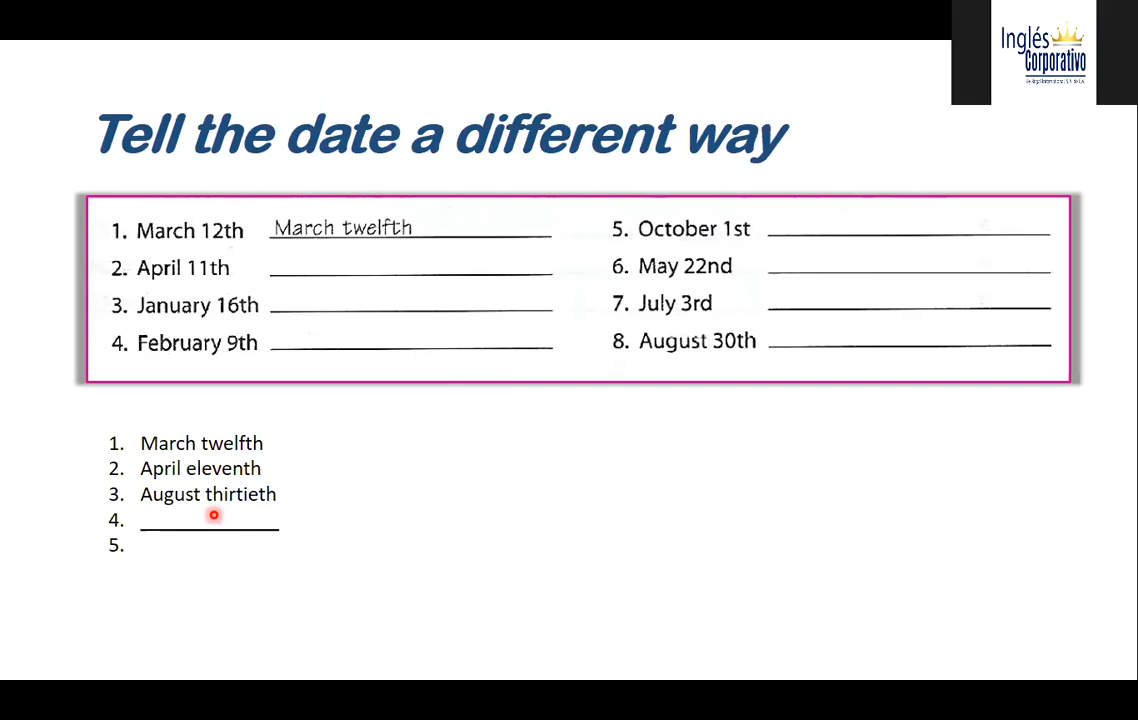 Inglés
Corporativo
Tell the date a different way
1. March 12th March twelfth
2. April 11th
3. January 16th
4. February 9th
5. October 1st
6. May 22nd
7. July 3rd
8. August 30th
1. March twelfth
2. April eleventh
3. August thirtieth
4.
5.